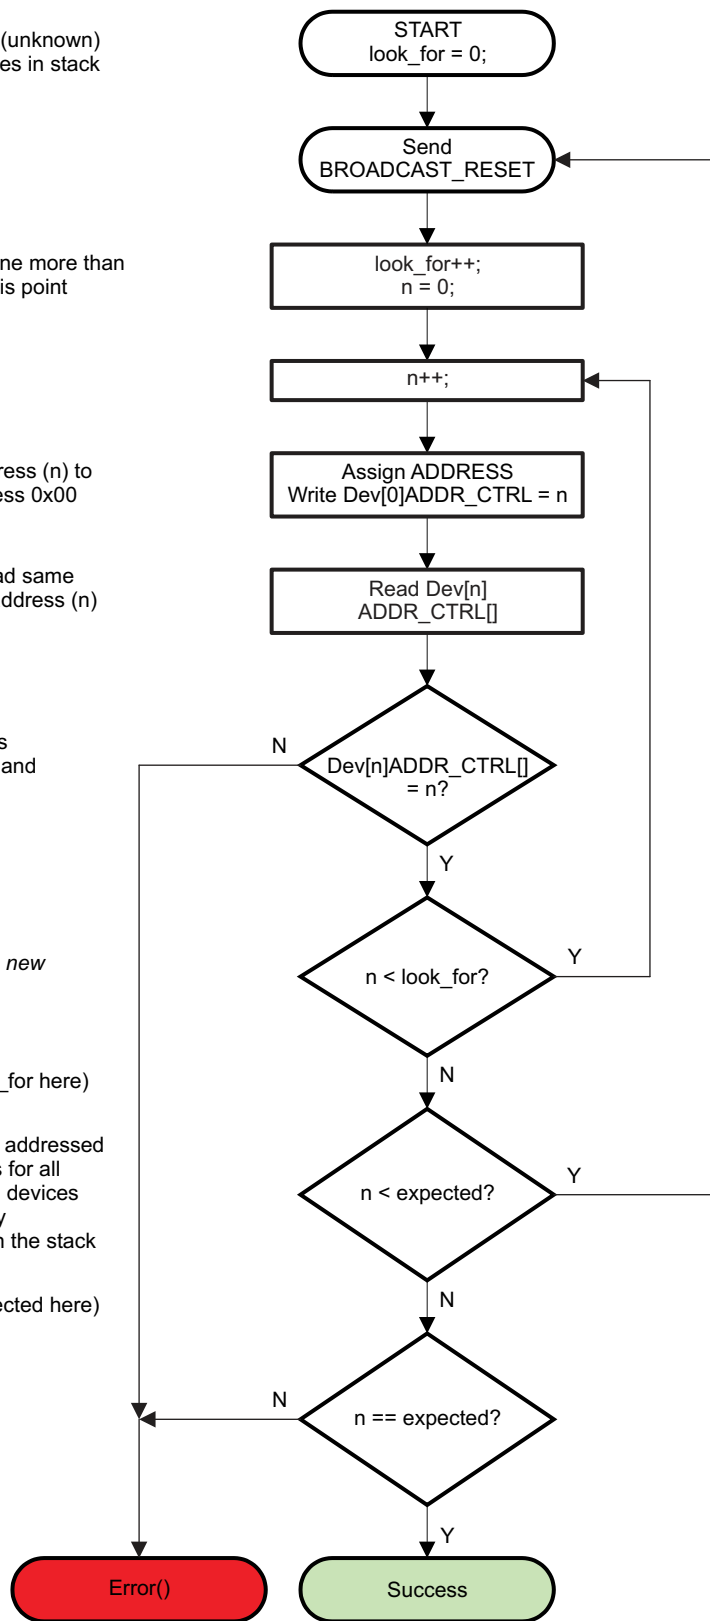 START
look_for = 0;
(unknown)
es in stack
Send
BROADCAST_RESET
ne more than
is point
look_for++;
n = 0;
n++;
ress (n) to
ess 0x00
Assign ADDRESS
Write Dev[0]ADDR_CTRL = n
ad same
ddress (n)
Read Dev[n]
ADDR_CTRL[]
s
and
N
Dev[n]ADDR_CTRL[]
= n?
Y
new
n < look_for?
Y
N
_for here)
addressed
s for all
devices
y
n the stack
n < expected?
Y
N
ected here)
N
n == expected?
Y
Error()
Success